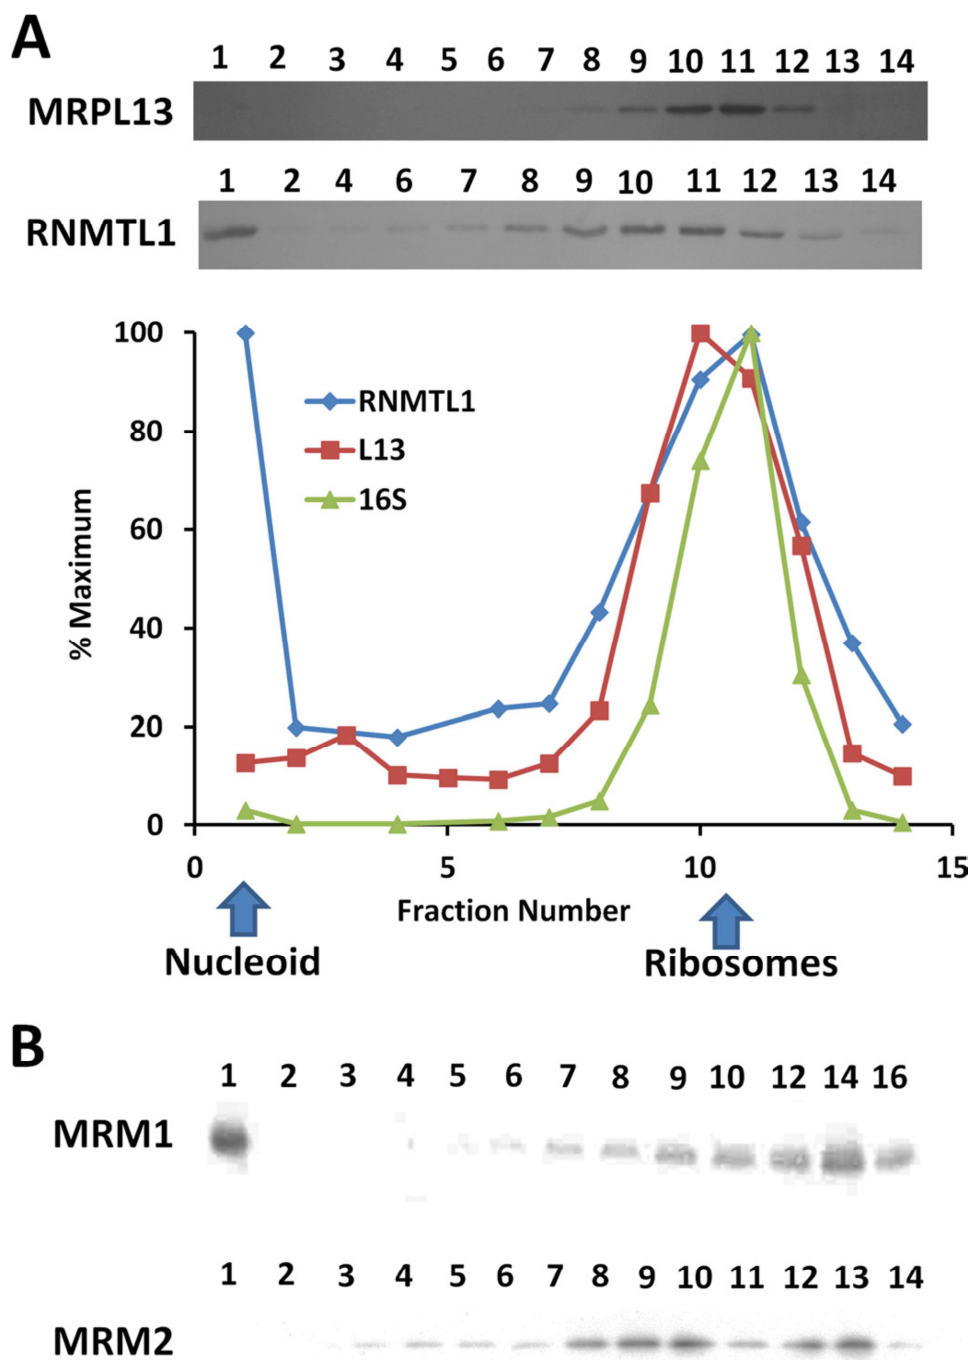 A
1 2 3 4 5 6 7 8 9 10 11 12 13 14
MRPL13
1 2 4 6 7 8 9 10 11 12 13 14
RNMTL1
100
80
60
40
20
0
% Maximum
RNMTL1
L13
16S
0 5 10 15
Fraction Number
Nucleoid
Ribosomes
B
1 2 3 4 5 6 7 8 9 10 12 14 16
MRM1
1 2 3 4 5 6 7 8 9 10 11 12 13 14
MRM2